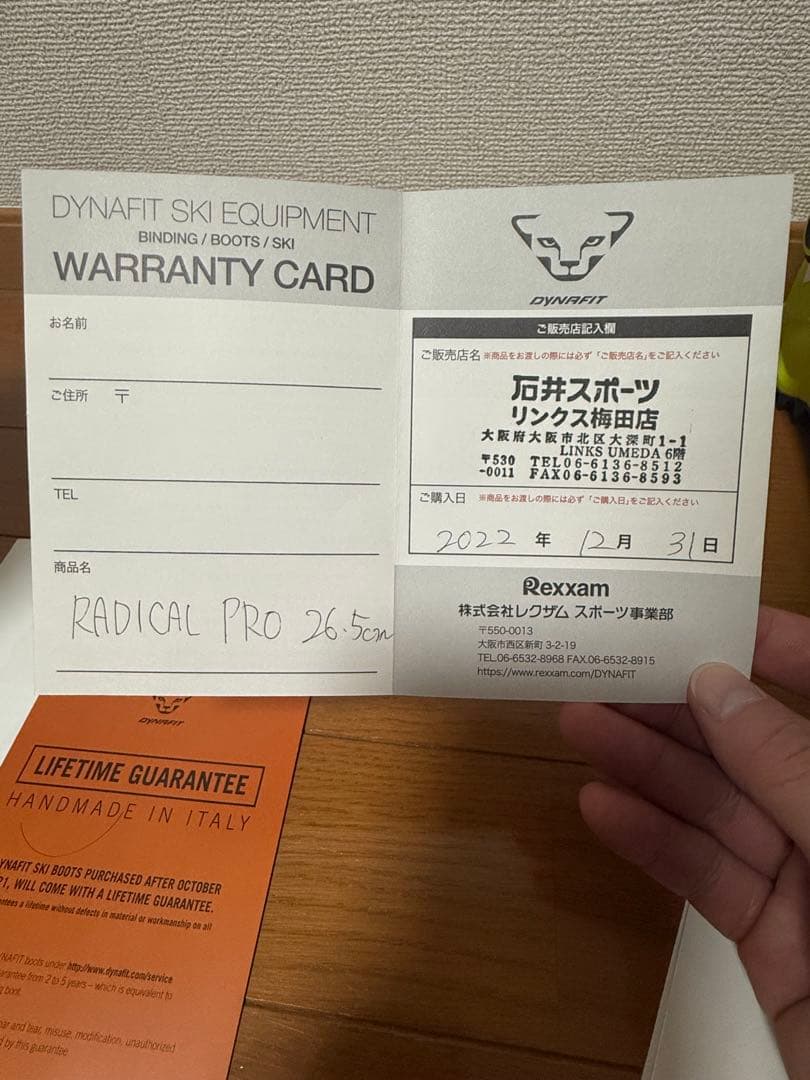 DYNAFIT SKI EQUIPMENT
BINDING / BOOTS / SKI
WARRANTY CARD
お名前
ご住所 〒
TEL
商品名
RADICAL PRO 26.5cm
DYNAFIT
ご販売店記入欄
ご販売店名 ※商品をお渡しの際には必ず「ご販売店名」をご記入ください
石井スポーツ
リンクス梅田店
大阪府大阪市北区大深町1-1
LINKS UMEDA 6階
〒530 TEL06-6136-8512
-0011 FAX06-6136-8593
ご購入日 ※商品をお渡しの際には必ず「ご購入日」をご記入ください
2022 年 12 月 31 日
Rexxam
株式会社レクザム スポーツ事業部
〒550-0013
大阪市西区新町 3-2-19
TEL.06-6532-8968 FAX.06-6532-8915
https://www.rexxam.com/DYNAFIT
DYNAFIT
LIFETIME GUARANTEE
HANDMADE IN ITALY
DYNAFIT SKI BOOTS PURCHASED AFTER OCTOBER
, WILL COME WITH A LIFETIME GUARANTEE.
a lifetime without defects in material or workmanship on all
DYNAFIT boots under http://www.dynafit.com/service
from 2 to 5 years – which is equivalent to
boot.
and tear, misuse, modification, unauthorized
by this guarantee